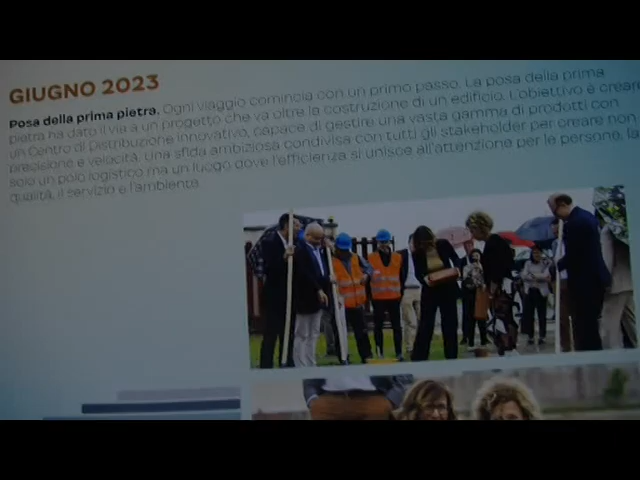 GIUGNO 2023
Posa della prima pietra. Ogni viaggio comincia con un primo passo. La posa della prima
pietra ha dato il via a un progetto che va oltre la costruzione di un edificio. L'obiettivo è creare
un Centro di Distribuzione innovativo, capace di gestire una vasta gamma di prodotti con
precisione e velocità. Una sfida ambiziosa condivisa con tutti gli stakeholder per creare non
solo un polo logistico ma un luogo dove l'efficienza si unisce all'attenzione per le persone, la
qualità, il servizio e l'ambiente.